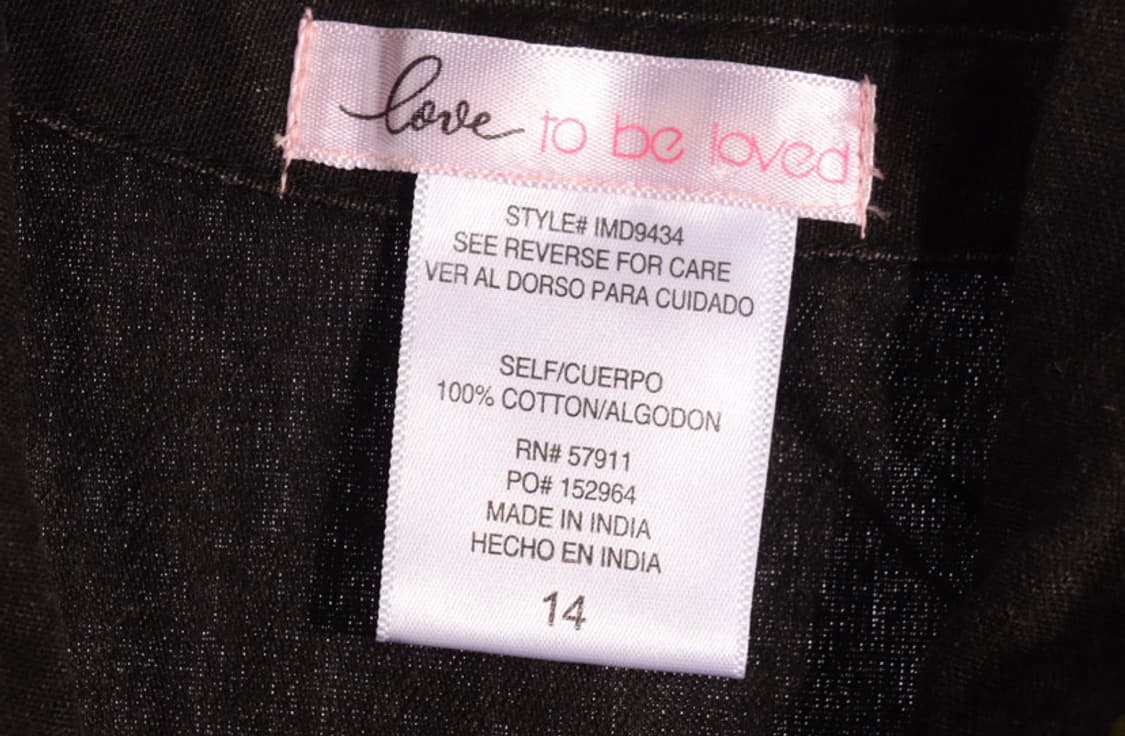 love to be loved
STYLE# IMD9434
SEE REVERSE FOR CARE
VER AL DORSO PARA CUIDADO
SELF/CUERPO
100% COTTON/ALGODON
RN# 57911
PO# 152964
MADE IN INDIA
HECHO EN INDIA
14